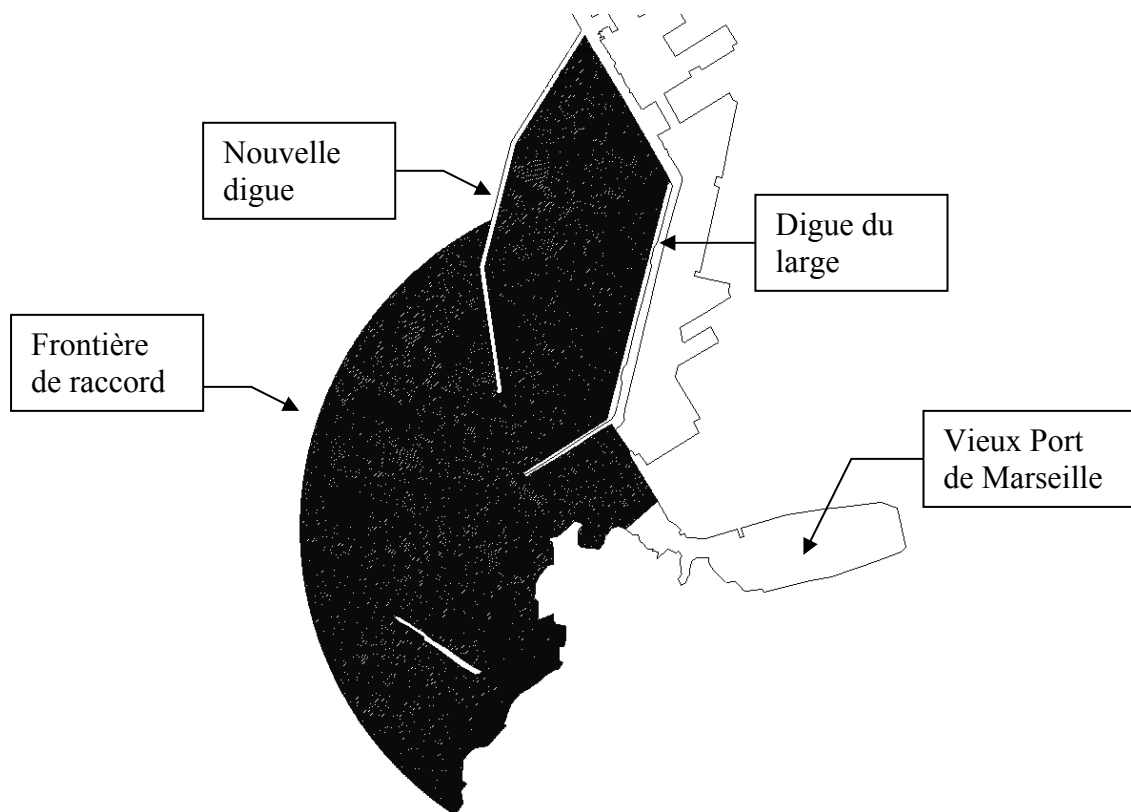 Nouvelle
digue
Digue du
large
Frontière
de raccord
Vieux Port
de Marseille